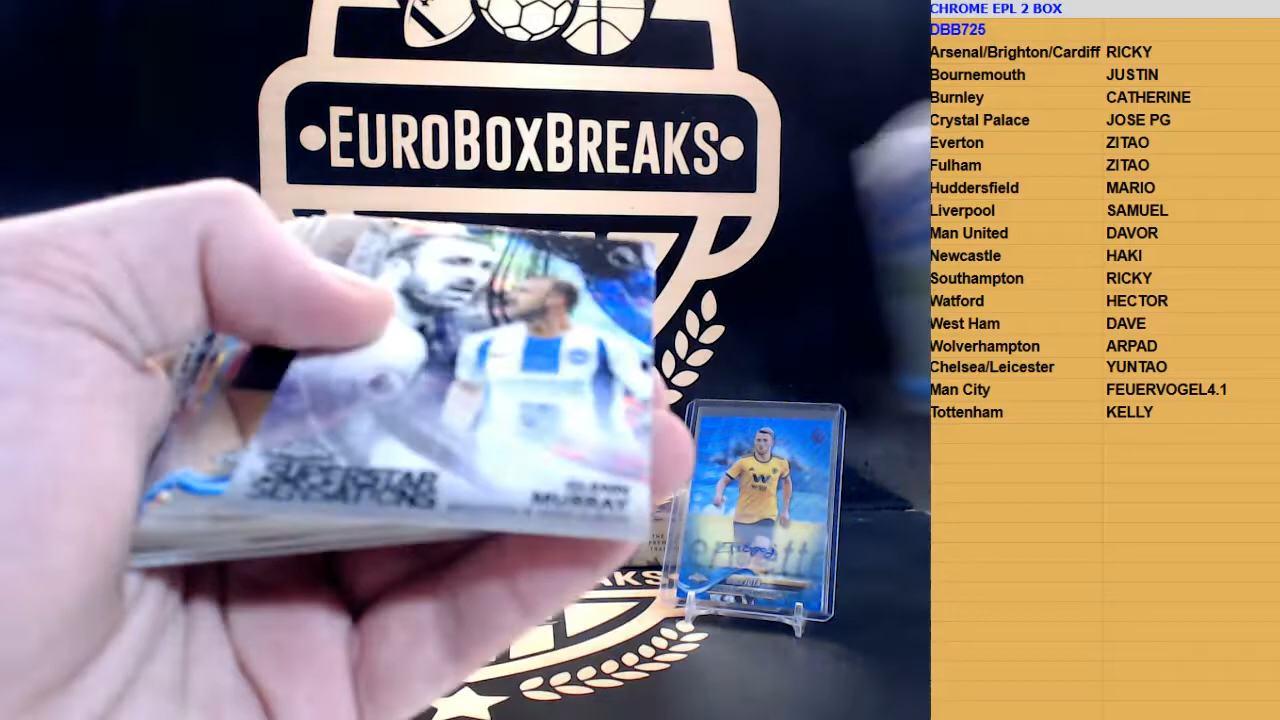 CHROME EPL 2 BOX
DBB725
Arsenal/Brighton/Cardiff RICKY
Bournemouth JUSTIN
Burnley CATHERINE
Crystal Palace JOSE PG
Everton ZITAO
Fulham ZITAO
Huddersfield MARIO
Liverpool SAMUEL
Man United DAVOR
Newcastle HAKI
Southampton RICKY
Watford HECTOR
West Ham DAVE
Wolverhampton ARPAD
Chelsea/Leicester YUNTAO
Man City FEUERVOGEL4.1
Tottenham KELLY
EUROBOXBREAKS
SUPERSTAR
SENSATIONS
GLENN
MURRAY